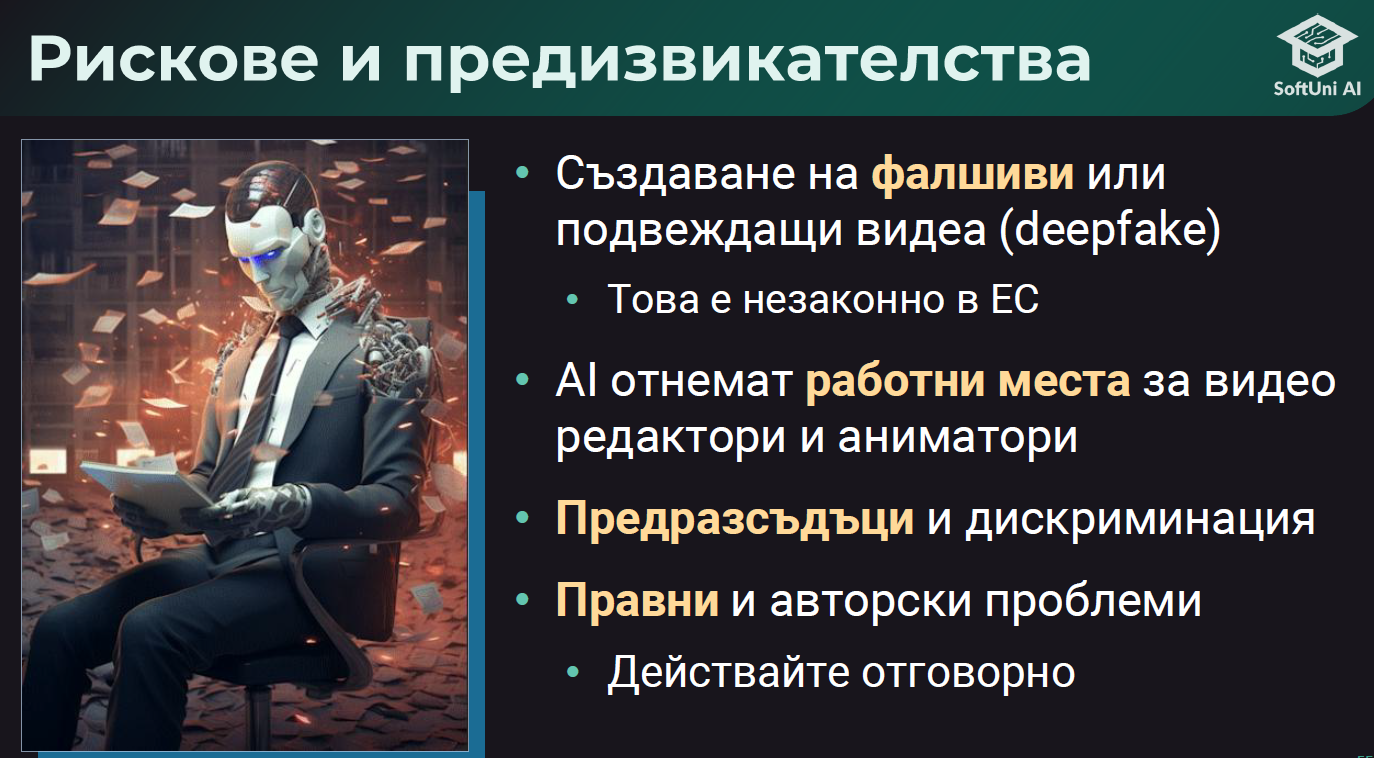 Рискове и предизвикателства
SoftUni AI
• Създаване на фалшиви или
подвеждащи видеа (deepfake)
• Това е незаконно в ЕС
• AI отнемат работни места за видео
редактори и аниматори
• Предразсъдъци и дискриминация
• Правни и авторски проблеми
• Действайте отговорно